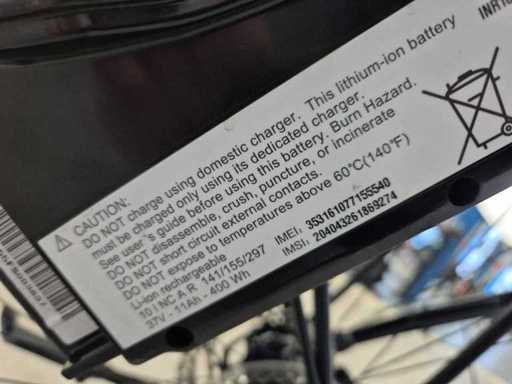 ⚠ CAUTION:
DO NOT charge using domestic charger. This lithium-ion battery
must be charged only using its dedicated charger.
See user´s guide before using this battery. Burn Hazard.
DO NOT disassemble, crush, puncture, or incinerate
DO NOT short circuit external contacts.
DO NOT expose to temperatures above 60°C(140°F)
Li-ion rechargeable
10 I NC A R 141/155/297
37V - 11Ah - 400 Wh
IMEI: 353161077155540
IMSI: 204043261869274